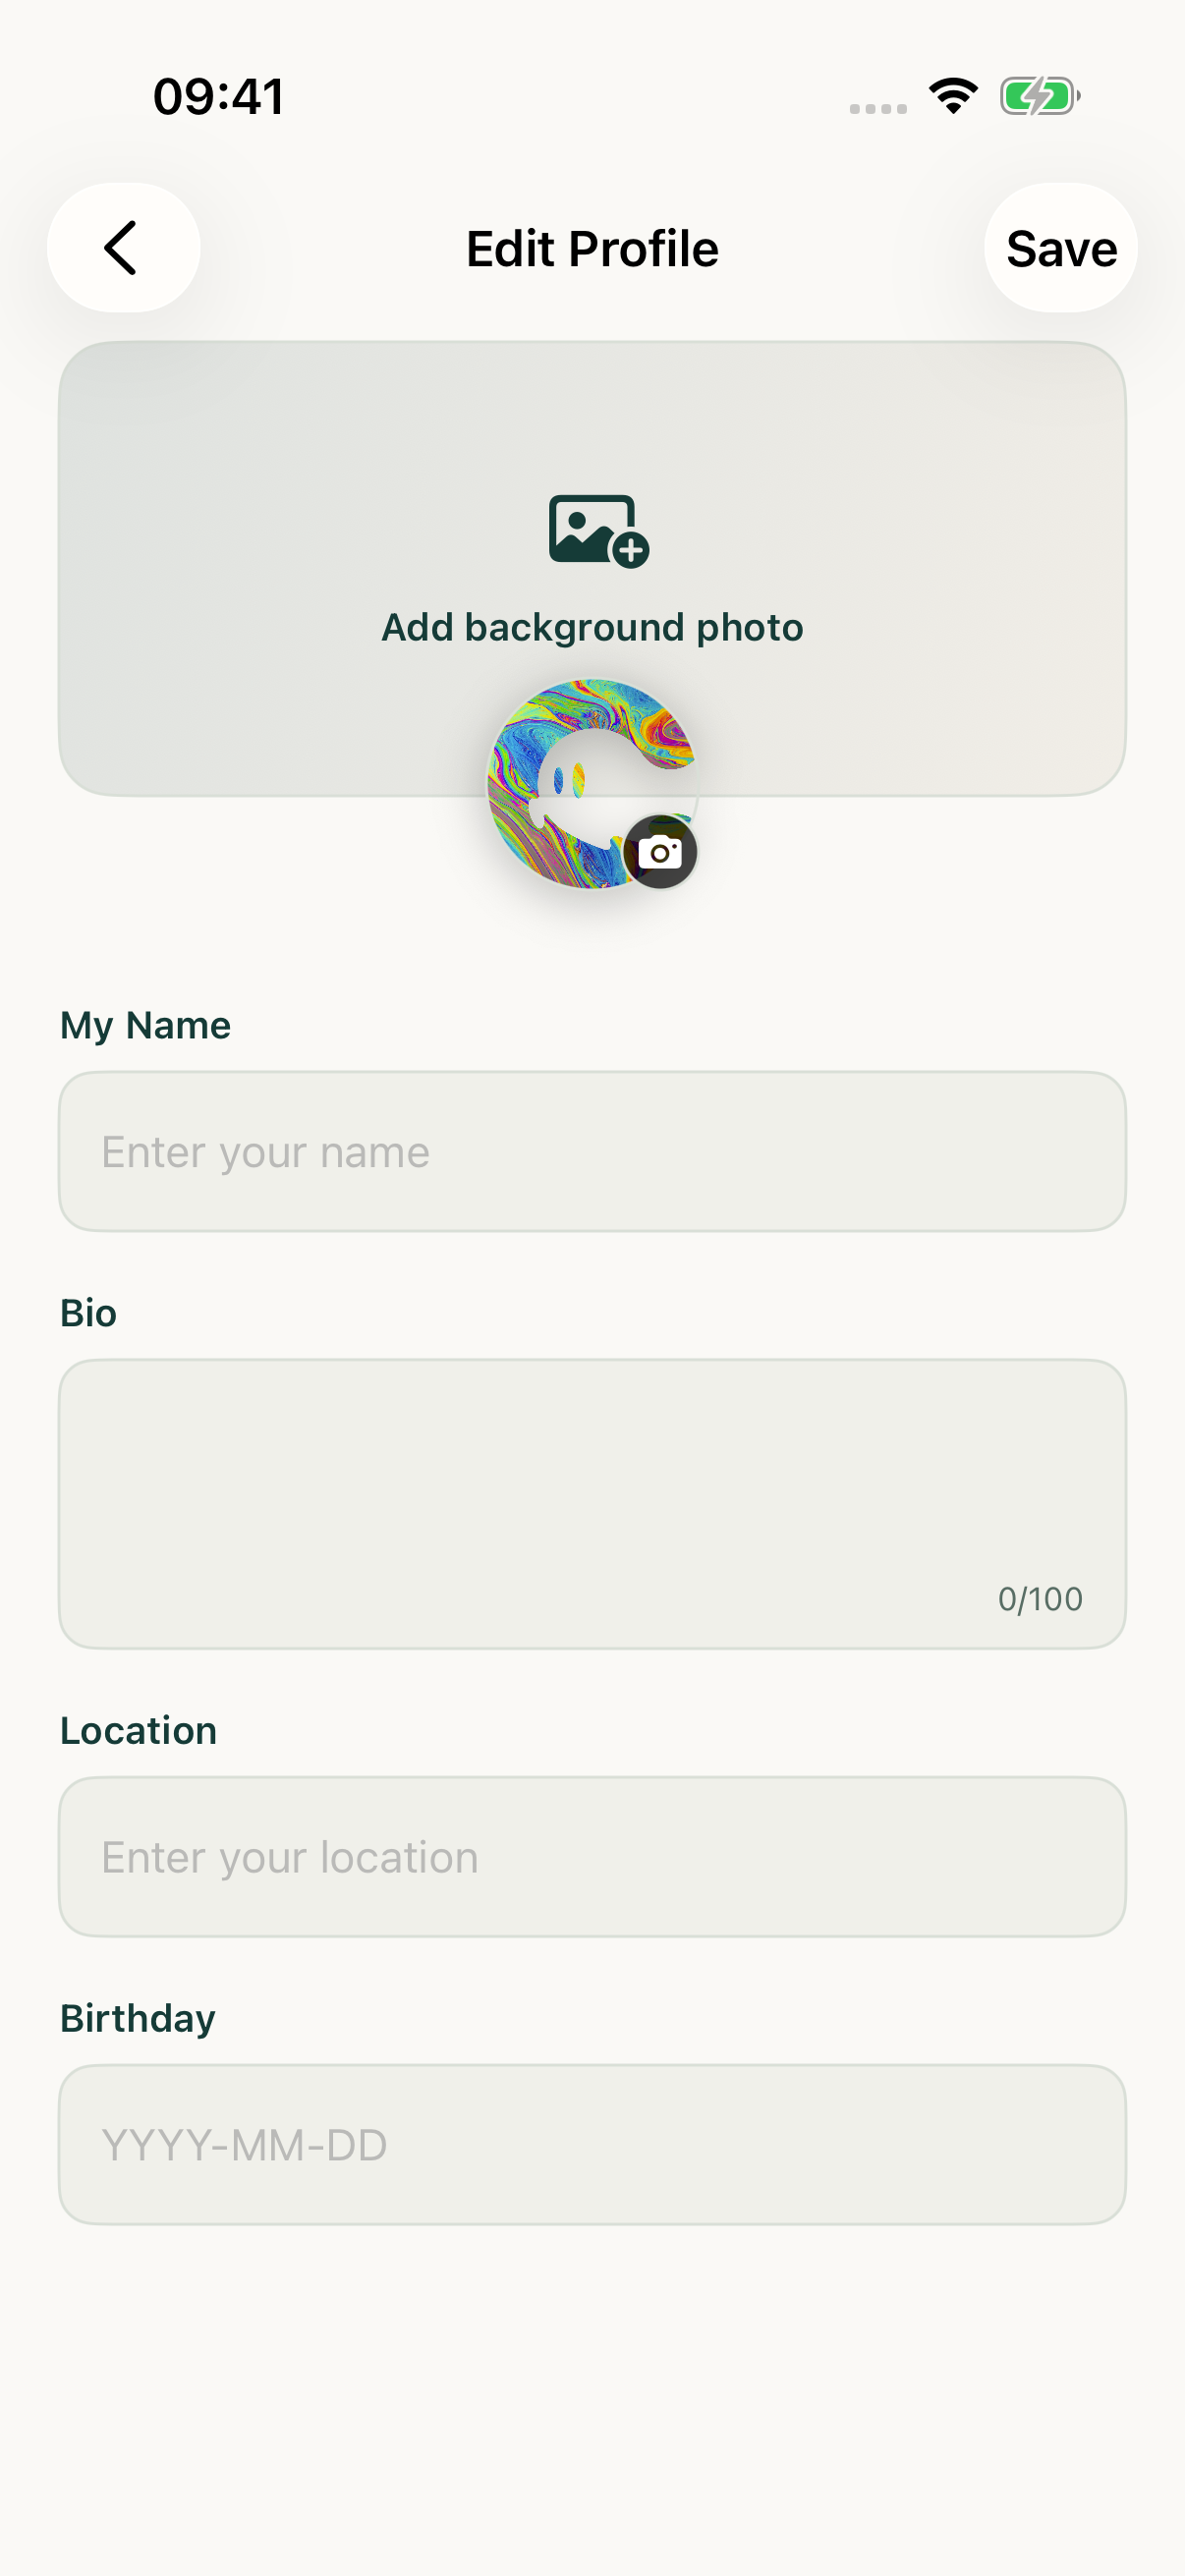 09:41
Edit Profile
Save
Add background photo
My Name
Enter your name
Bio
0/100
Location
Enter your location
Birthday
YYYY-MM-DD